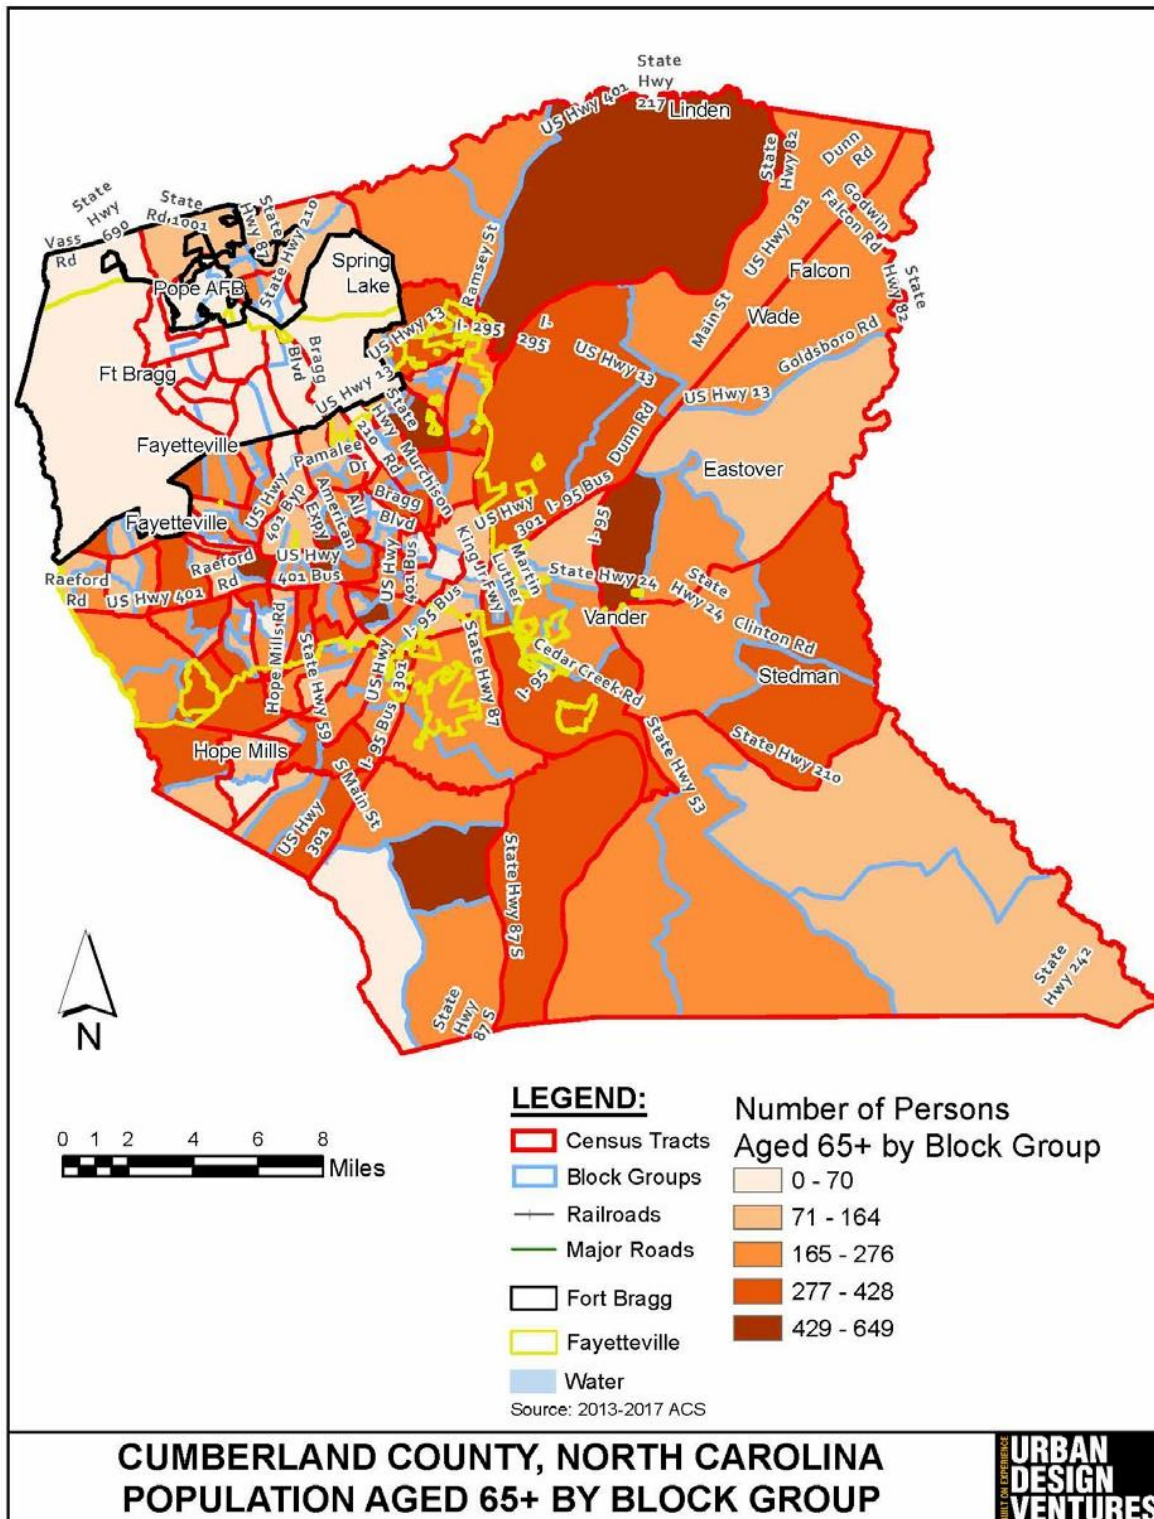 State
Hwy
217
US Hwy 401
Linden
State
Hwy 82
Dunn
Rd
State
Hwy
690
Vass
Rd
State
Rd 1001
State
Hwy 87
State Hwy 210
US Hwy 301
Godwin
Falcon Rd
State
Hwy 82
Spring
Lake
Pope AFB
Ramsey St
Falcon
Main St
Wade
Goldsboro Rd
US Hwy 13
I- 295
I-
295
US Hwy 13
Ft Bragg
Bragg
Blvd
US Hwy 13
US Hwy 13
State
Hwy
210
Dunn Rd
Fayetteville
Pamalee
Dr
Murchison
Rd
Eastover
Fayetteville
US Hwy
401 Byp
All
American
Expy
Bragg
Blvd
US Hwy
301
I- 95 Bus
I-95
Raeford
Rd
US Hwy 401
Raeford
Rd
US Hwy
401 Bus
US Hwy
401 Bus
Martin
Luther
King Jr Fwy
State Hwy 24
State
Hwy 24
I- 95 Bus
Vander
Clinton Rd
Hope Mills Rd
State Hwy 59
US Hwy
301
State Hwy 87
Cedar Creek Rd
I- 95
Stedman
Hope Mills
I- 95 Bus
State Hwy 53
State Hwy 210
S Main St
US Hwy
301
State Hwy 87 S
State
Hwy
87 S
State
Hwy 242
N
0 1 2 4 6 8
Miles
LEGEND:
Census Tracts
Block Groups
Railroads
Major Roads
Fort Bragg
Fayetteville
Water
Source: 2013-2017 ACS
Number of Persons
Aged 65+ by Block Group
0 - 70
71 - 164
165 - 276
277 - 428
429 - 649
CUMBERLAND COUNTY, NORTH CAROLINA
POPULATION AGED 65+ BY BLOCK GROUP
BUILT ON EXPERIENCE
URBAN
DESIGN
VENTURES